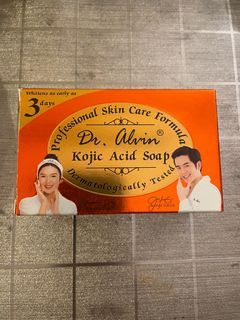 Whitens as early as
3 days
Professional Skin Care Formula
Dr. Alvin®
Kojic Acid Soap
Dermatologically Tested